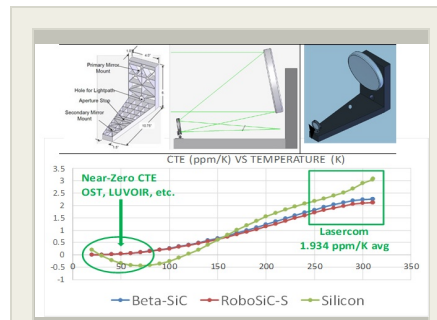 Primary Mirror
Mount
Hole for Lightpath
Aperture Stop
Secondary Mirror
Mount
CTE (ppm/K) VS TEMPERATURE (K)
3.5
3
2.5
2
1.5
1
0.5
0
-0.5
-1
Near-Zero CTE
OST, LUVOIR, etc.
Lasercom
1.934 ppm/K avg
0 50 100 150 200 250 300 350
Beta-SiC RoboSiC-S Silicon